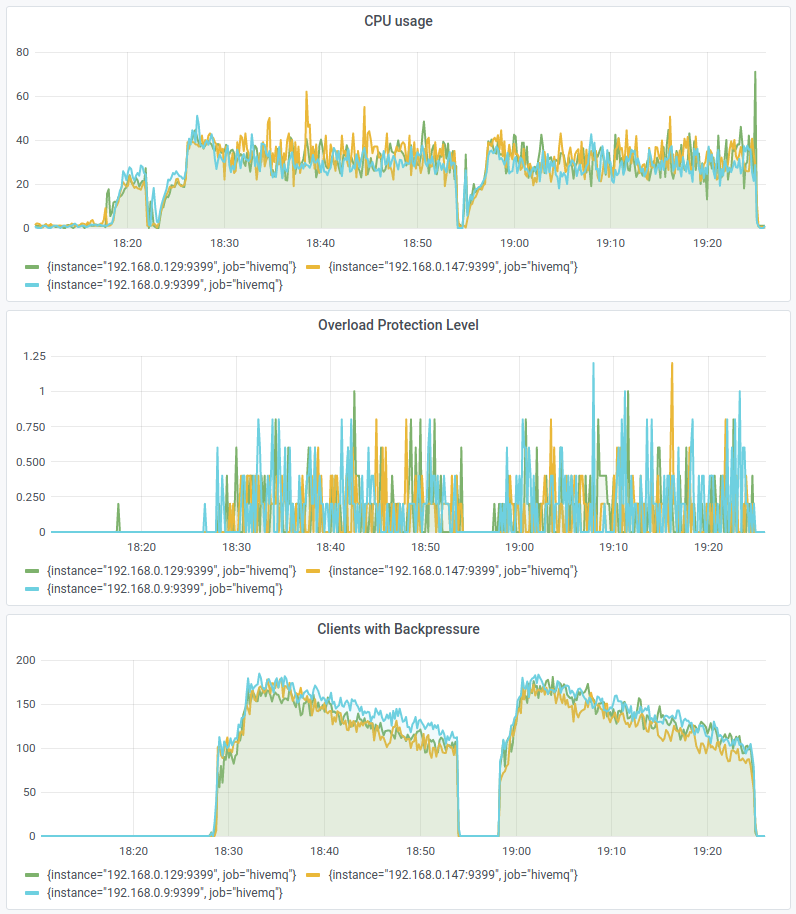 CPU usage
80
60
40
20
0
18:20 18:30 18:40 18:50 19:00 19:10 19:20
{instance="192.168.0.129:9399", job="hivemq"} {instance="192.168.0.147:9399", job="hivemq"}
{instance="192.168.0.9:9399", job="hivemq"}
Overload Protection Level
1.25
1
0.750
0.500
0.250
0
18:20 18:30 18:40 18:50 19:00 19:10 19:20
{instance="192.168.0.129:9399", job="hivemq"} {instance="192.168.0.147:9399", job="hivemq"}
{instance="192.168.0.9:9399", job="hivemq"}
Clients with Backpressure
200
150
100
50
0
18:20 18:30 18:40 18:50 19:00 19:10 19:20
{instance="192.168.0.129:9399", job="hivemq"} {instance="192.168.0.147:9399", job="hivemq"}
{instance="192.168.0.9:9399", job="hivemq"}